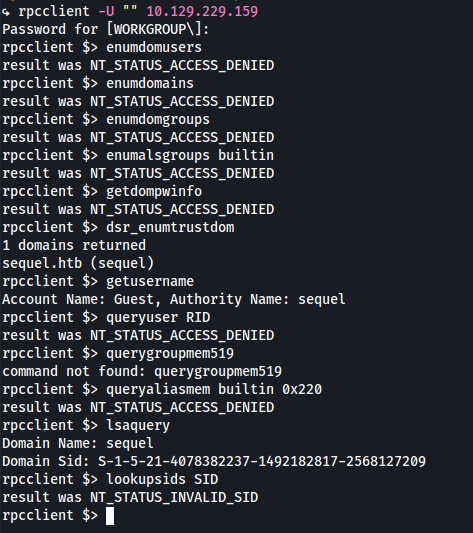 ↪ rpcclient -U "" 10.129.229.159
Password for [WORKGROUP\]:
rpcclient $> enumdomusers
result was NT_STATUS_ACCESS_DENIED
rpcclient $> enumdomains
result was NT_STATUS_ACCESS_DENIED
rpcclient $> enumdomgroups
result was NT_STATUS_ACCESS_DENIED
rpcclient $> enumalsgroups builtin
result was NT_STATUS_ACCESS_DENIED
rpcclient $> getdompwinfo
result was NT_STATUS_ACCESS_DENIED
rpcclient $> dsr_enumtrustdom
1 domains returned
sequel.htb (sequel)
rpcclient $> getusername
Account Name: Guest, Authority Name: sequel
rpcclient $> queryuser RID
result was NT_STATUS_ACCESS_DENIED
rpcclient $> querygroupmem519
command not found: querygroupmem519
rpcclient $> queryaliasmem builtin 0x220
result was NT_STATUS_ACCESS_DENIED
rpcclient $> lsaquery
Domain Name: sequel
Domain Sid: S-1-5-21-4078382237-1492182817-2568127209
rpcclient $> lookupsids SID
result was NT_STATUS_INVALID_SID
rpcclient $>